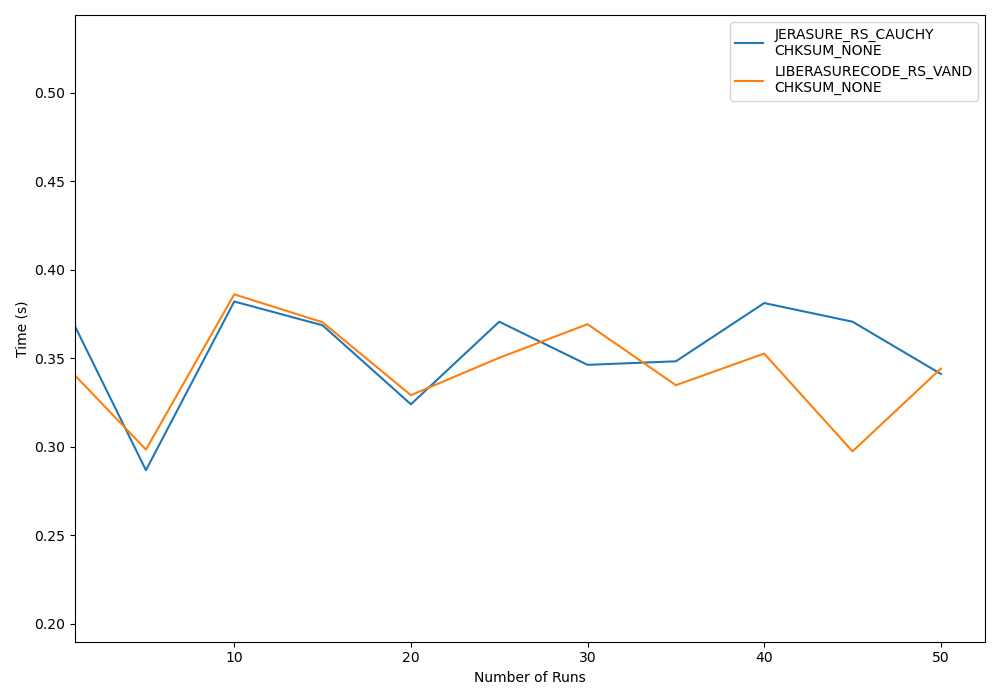 JERASURE_RS_CAUCHY
CHKSUM_NONE
LIBERASURECODE_RS_VAND
CHKSUM_NONE
0.50
0.45
0.40
0.35
0.30
0.25
0.20
Time (s)
10 20 30 40 50
Number of Runs